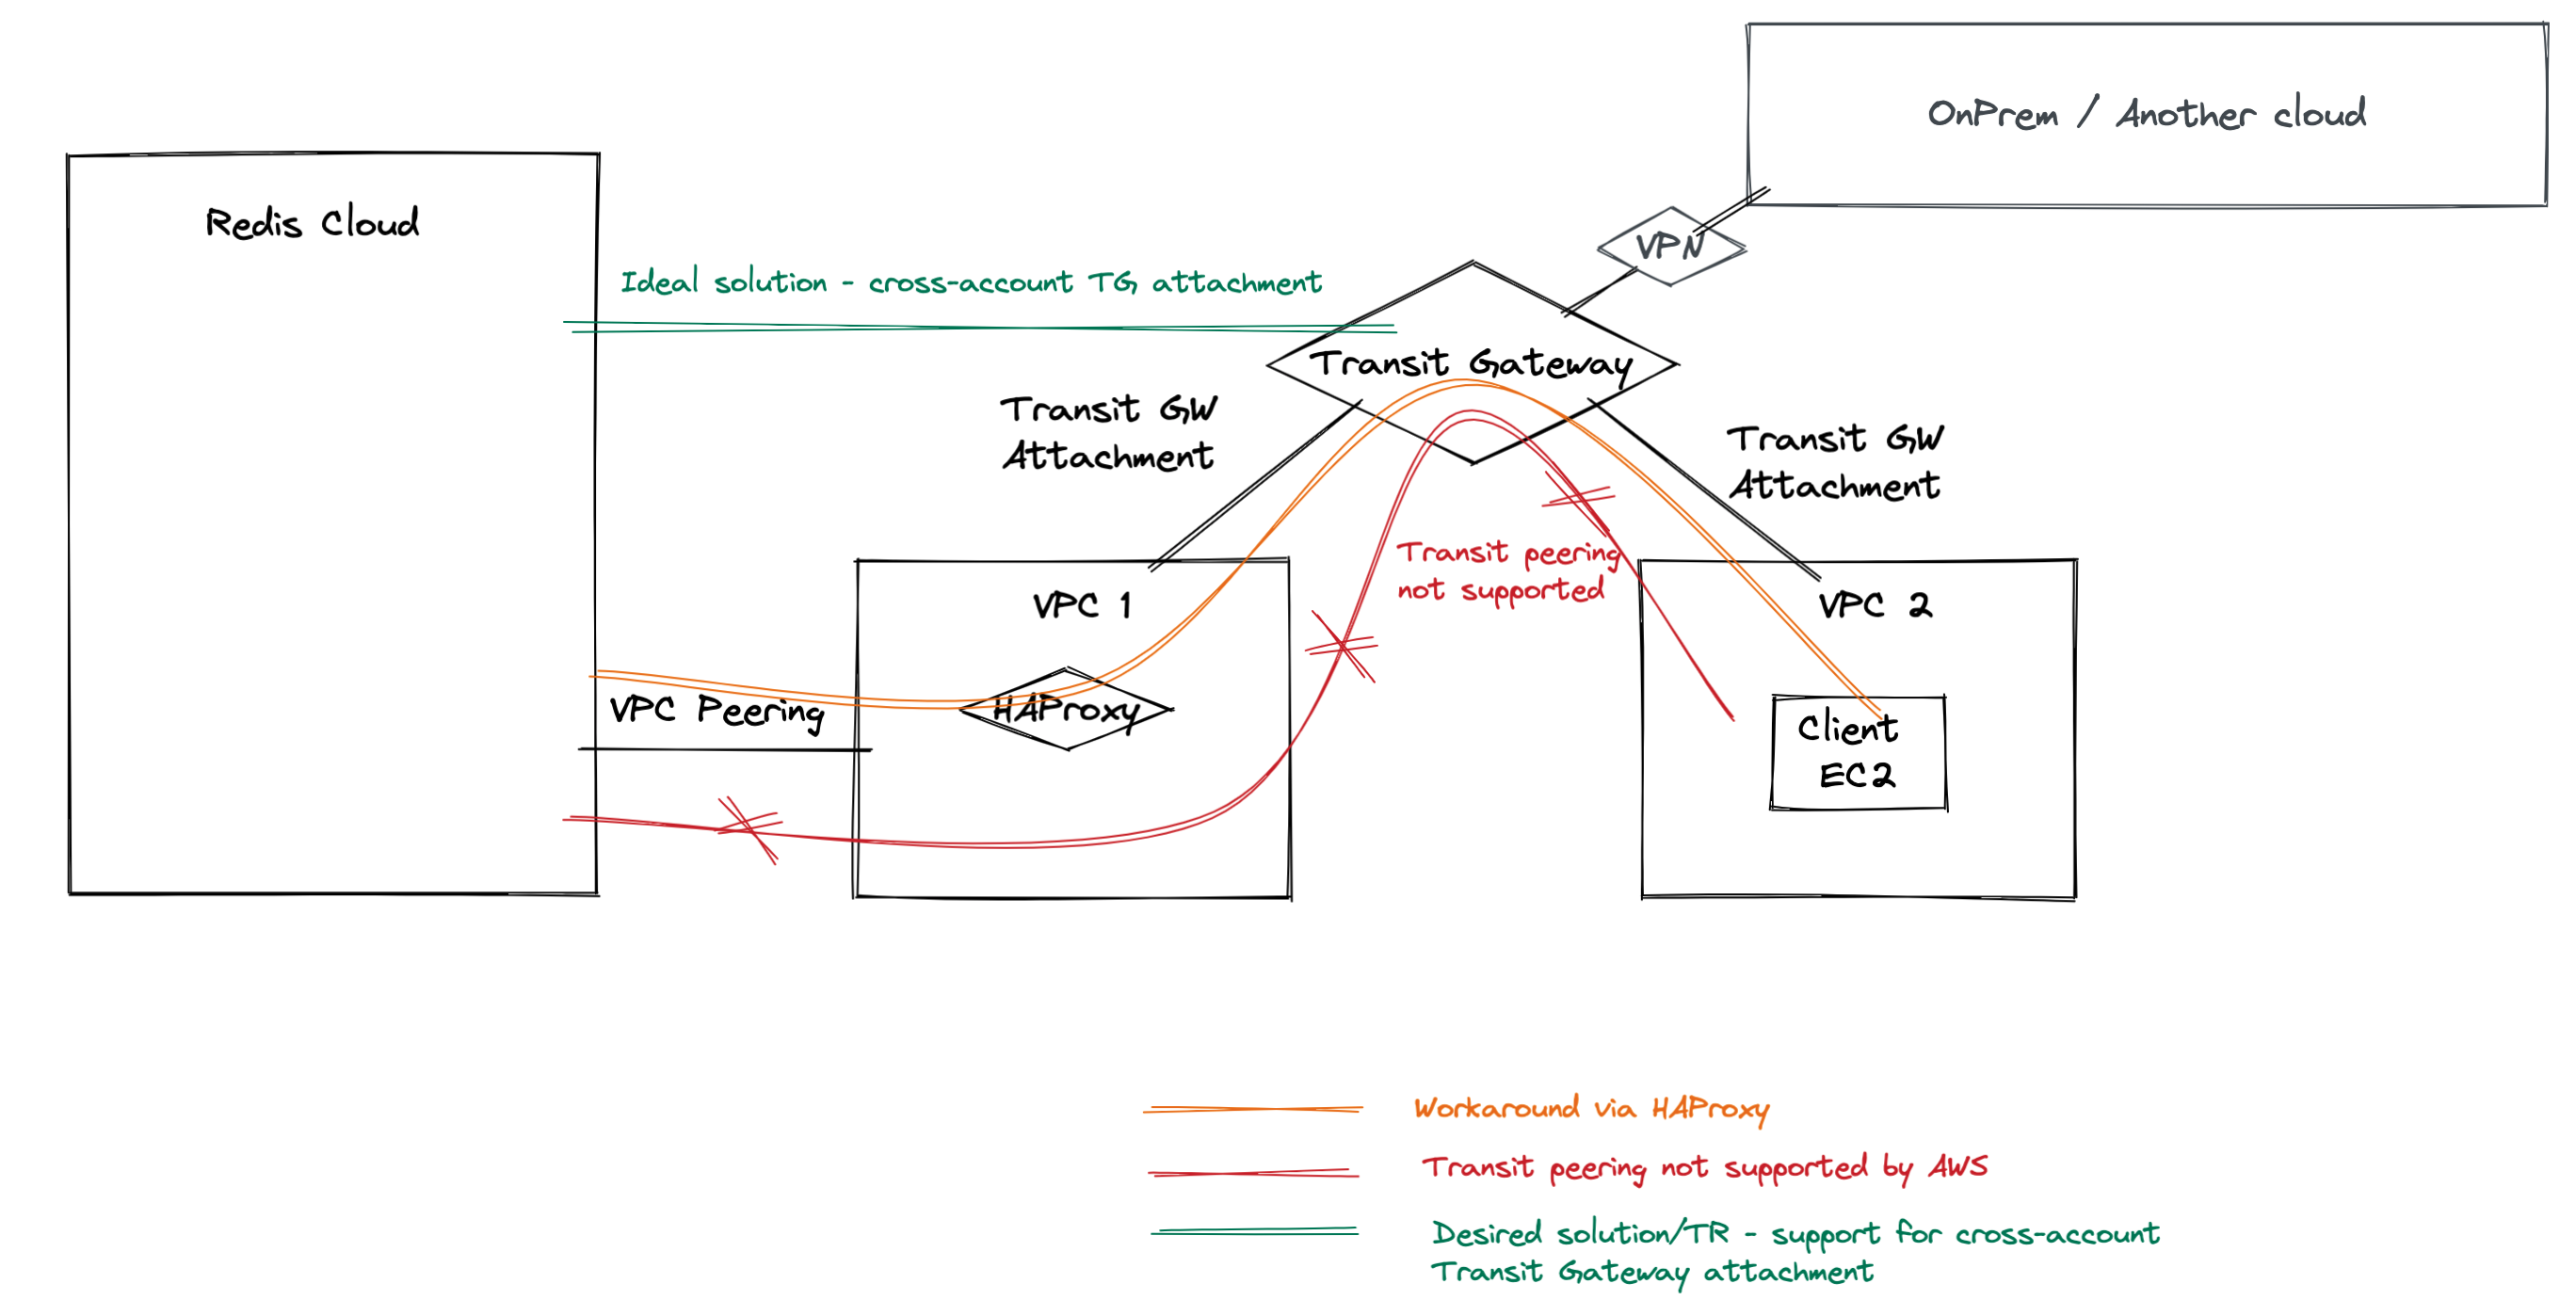 OnPrem / Another cloud
Redis Cloud
VPN
Ideal solution - cross-account TG attachment
Transit Gateway
Transit GW
Attachment
Transit GW
Attachment
Transit peering
not supported
VPC 1
VPC 2
VPC Peering
HAProxy
Client
EC2
Workaround via HAProxy
Transit peering not supported by AWS
Desired solution/TR - support for cross-account
Transit Gateway attachment